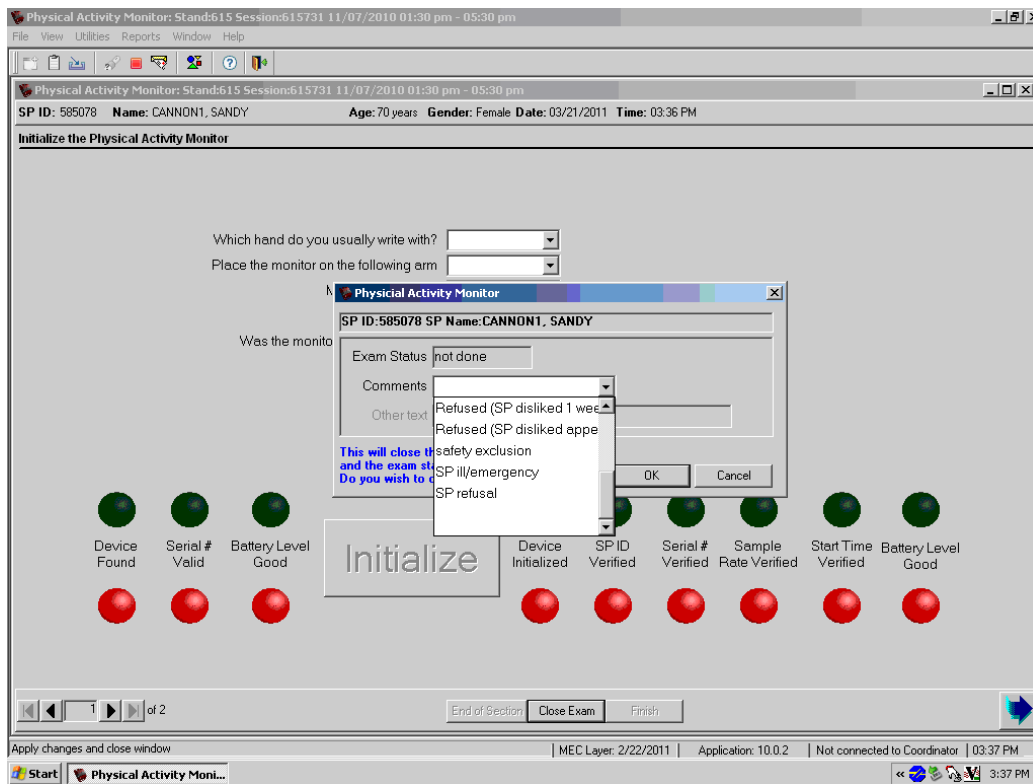 Physical Activity Monitor: Stand:615 Session:615731 11/07/2010 01:30 pm - 05:30 pm
File View Utilities Reports Window Help
Physical Activity Monitor: Stand:615 Session:615731 11/07/2010 01:30 pm - 05:30 pm
SP ID: 585078 Name: CANNON1, SANDY Age: 70 years Gender: Female Date: 03/21/2011 Time: 03:36 PM
Initialize the Physical Activity Monitor
Which hand do you usually write with?
Place the monitor on the following arm
Physicial Activity Monitor
SP ID:585078 SP Name:CANNON1, SANDY
Was the monito
Exam Status not done
Comments
Other text
Refused (SP disliked 1 wee
Refused (SP disliked appe
safety exclusion
SP ill/emergency
SP refusal
This will close th
and the exam sta
Do you wish to c
OK Cancel
Device Found
Serial # Valid
Battery Level Good
Initialize
Device Initialized
SP ID Verified
Serial # Verified
Sample Rate Verified
Start Time Verified
Battery Level Good
1 of 2
End of Section Close Exam Finish
Apply changes and close window MEC Layer: 2/22/2011 Application: 10.0.2 Not connected to Coordinator 03:37 PM
Start Physical Activity Moni... 3:37 PM